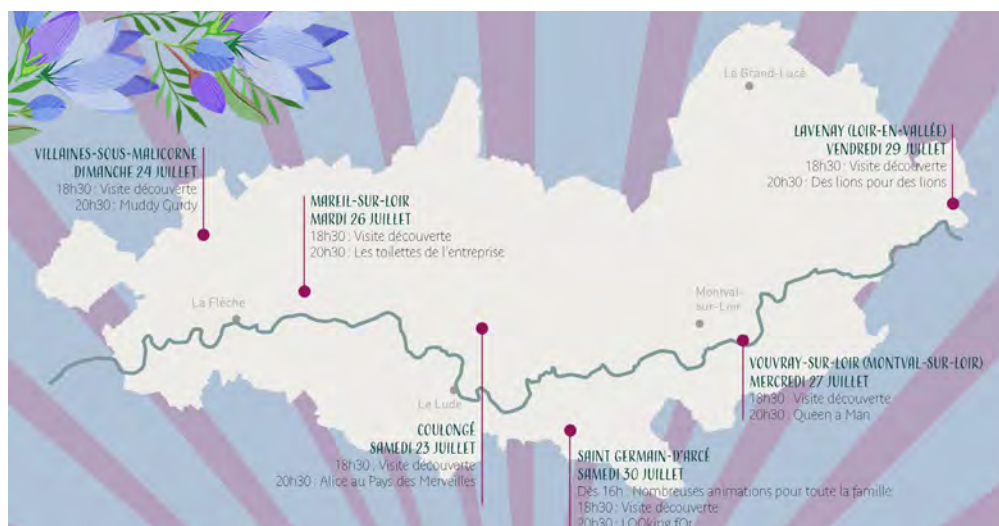 Le Grand-Lucé
LAVENAY (LOIR-EN-VALLÉE)
VENDREDI 29 JUILLET
18h30 : Visite découverte
20h30 : Des lions pour des lions
VILLAINES-SOUS-MALICORNE
DIMANCHE 24 JUILLET
18h30 : Visite découverte
20h30 : Muddy Gurdy
MAREIL-SUR-LOIR
MARDI 26 JUILLET
18h30 : Visite découverte
20h30 : Les toilettes de l'entreprise
La Flèche
Montval-
sur-Loir
VOUVRAY-SUR-LOIR (MONTVAL-SUR-LOIR)
MERCREDI 27 JUILLET
18h30 : Visite découverte
20h30 : Queen a Man
Le Lude
COULONGÉ
SAMEDI 23 JUILLET
18h30 : Visite découverte
20h30 : Alice au Pays des Merveilles
SAINT GERMAIN-D'ARCÉ
SAMEDI 30 JUILLET
Dès 16h : Nombreuses animations pour toute la famille
18h30 : Visite découverte
20h30 : LOOking fOr